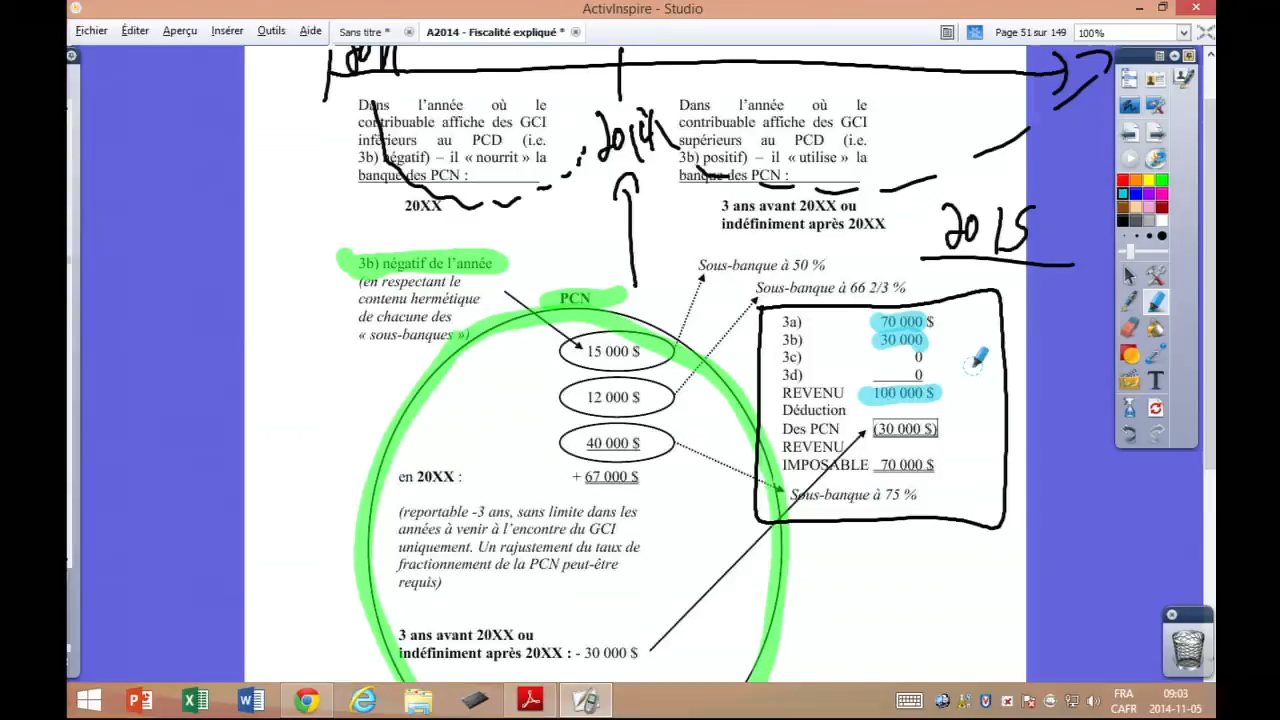 ActivInspire - Studio
Fichier Éditer Aperçu Insérer Outils Aide Sans titre * A2014 - Fiscalité expliqué * Page 51 sur 149 100%
2011
Dans l'année où le
contribuable affiche des GCI
inférieurs au PCD (i.e.
3b) négatif) – il « nourrit » la
banque des PCN :
20XX
2014
Dans l'année où le
contribuable affiche des GCI
supérieurs au PCD (i.e.
3b) positif) – il « utilise » la
banque des PCN :
3 ans avant 20XX ou
indéfiniment après 20XX
2015
3b) négatif de l'année
(en respectant le
contenu hermétique
de chacune des
« sous-banques »)
PCN
Sous-banque à 50 %
Sous-banque à 66 2/3 %
15 000 $
12 000 $
40 000 $
en 20XX : + 67 000 $
(reportable -3 ans, sans limite dans les
années à venir à l'encontre du GCI
uniquement. Un rajustement du taux de
fractionnement de la PCN peut-être
requis)
3 ans avant 20XX ou
indéfiniment après 20XX : - 30 000 $
3a) 70 000 $
3b) 30 000
3c) 0
3d) 0
REVENU 100 000 $
Déduction
Des PCN (30 000 $)
REVENU
IMPOSABLE 70 000 $
Sous-banque à 75 %
FRA
CAFR
09:03
2014-11-05